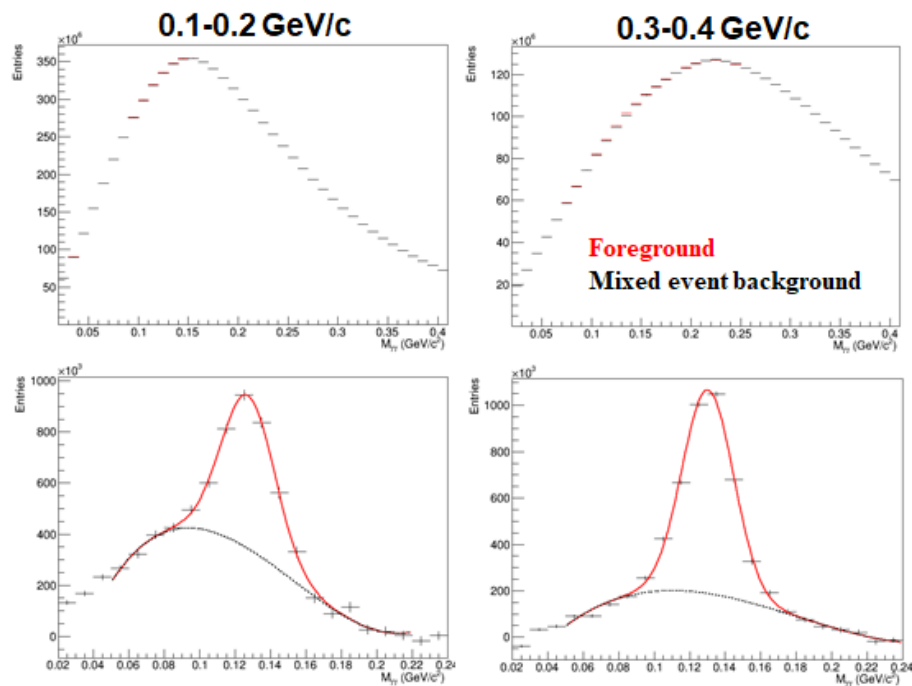 0.1-0.2 GeV/c
0.3-0.4 GeV/c
×10⁶
Entries
350
300
250
200
150
100
50
0.05 0.1 0.15 0.2 0.25 0.3 0.35 0.4
Mγγ (GeV/c²)
×10⁶
Entries
120
100
80
60
40
20
Foreground
Mixed event background
0.05 0.1 0.15 0.2 0.25 0.3 0.35 0.4
Mγγ (GeV/c²)
×10³
Entries
1000
800
600
400
200
0
0.02 0.04 0.06 0.08 0.1 0.12 0.14 0.16 0.18 0.2 0.22 0.24
Mγγ (GeV/c²)
×10³
Entries
1000
800
600
400
200
0
0.02 0.04 0.06 0.08 0.1 0.12 0.14 0.16 0.18 0.2 0.22 0.24
Mγγ (GeV/c²)